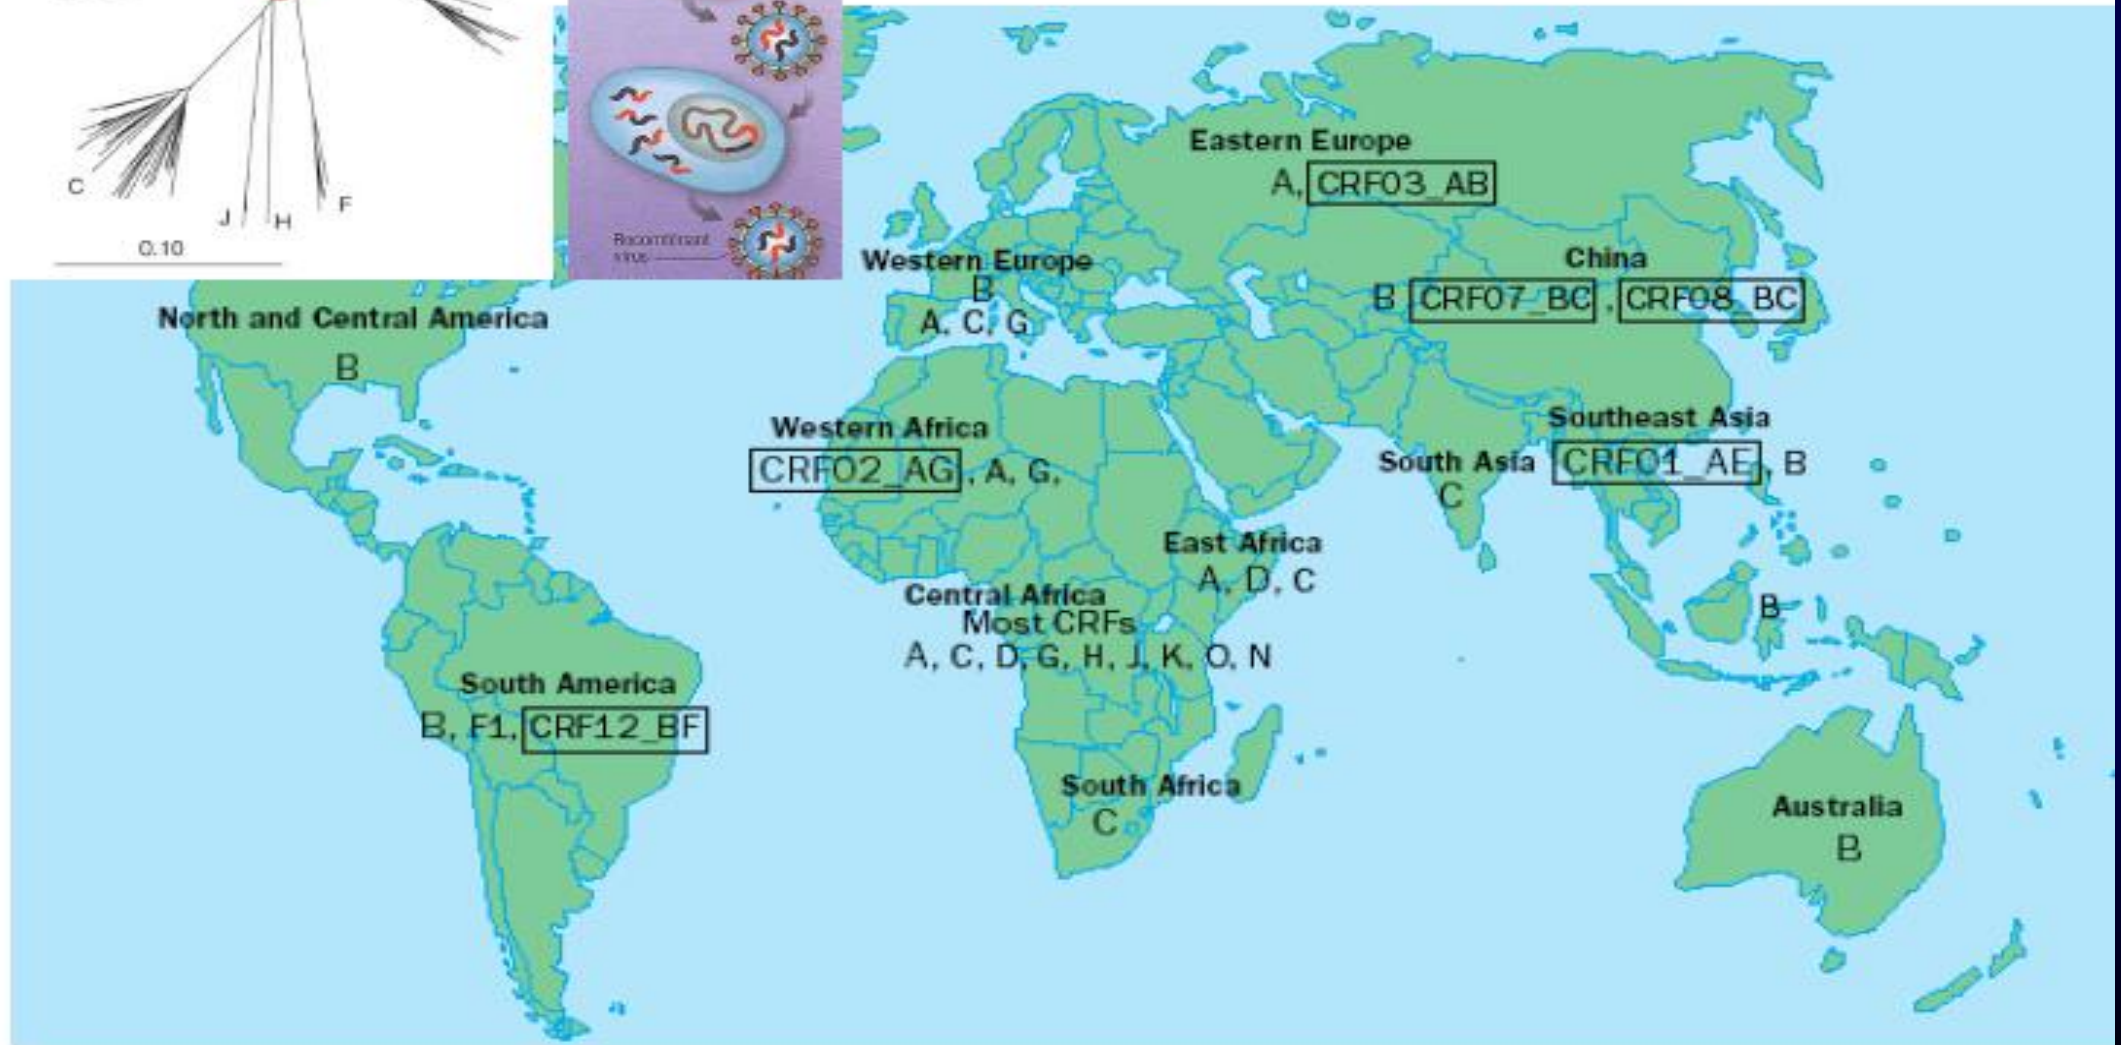 C
J
H
F
0.10
Recombinant
virus
Eastern Europe
A, CRF03_AB
Western Europe
B
A, C, G
China
B CRF07_BC , CRF08_BC
North and Central America
B
Western Africa
CRF02_AG , A, G,
Southeast Asia
CRF01_AE , B
South Asia
C
East Africa
A, D, C
Central Africa
Most CRFs
A, C, D, G, H, J, K, O, N
B
South America
B, F1, CRF12_BF
South Africa
C
Australia
B